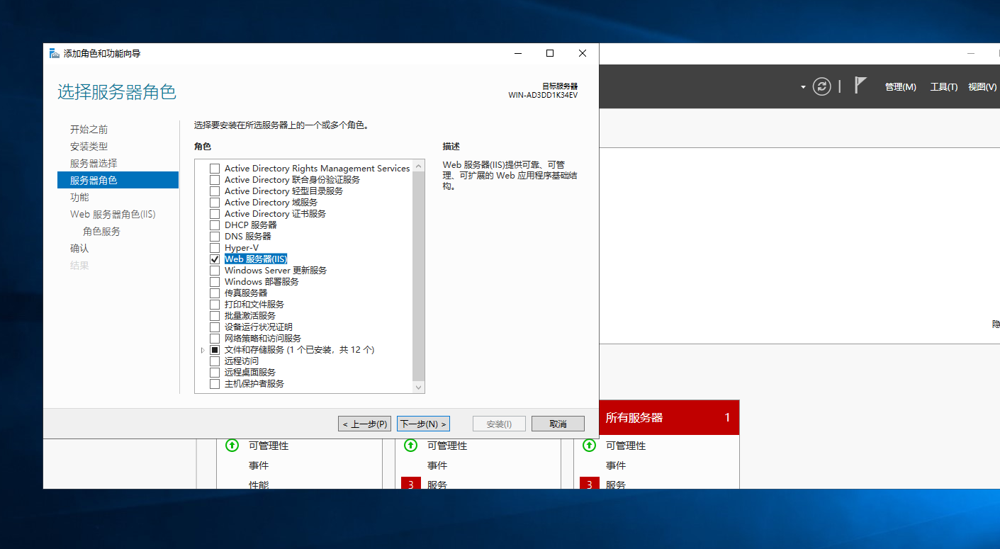 添加角色和功能向导
选择服务器角色
目标服务器
WIN-AD3DD1K34EV
管理(M) 工具(T) 视图(V)
开始之前
安装类型
服务器选择
服务器角色
功能
Web 服务器角色(IIS)
角色服务
确认
结果
选择要安装在所选服务器上的一个或多个角色。
角色
Active Directory Rights Management Services
Active Directory 联合身份验证服务
Active Directory 轻型目录服务
Active Directory 域服务
Active Directory 证书服务
DHCP 服务器
DNS 服务器
Hyper-V
Web 服务器(IIS)
Windows Server 更新服务
Windows 部署服务
传真服务器
打印和文件服务
批量激活服务
设备运行状况证明
网络策略和访问服务
文件和存储服务 (1 个已安装，共 12 个)
远程访问
远程桌面服务
主机保护者服务
描述
Web 服务器(IIS)提供可靠、可管
理、可扩展的 Web 应用程序基础结
构。
隐
< 上一步(P) 下一步(N) > 安装(I) 取消
所有服务器 1
可管理性 可管理性 可管理性
事件 事件 事件
性能 3 服务 3 服务